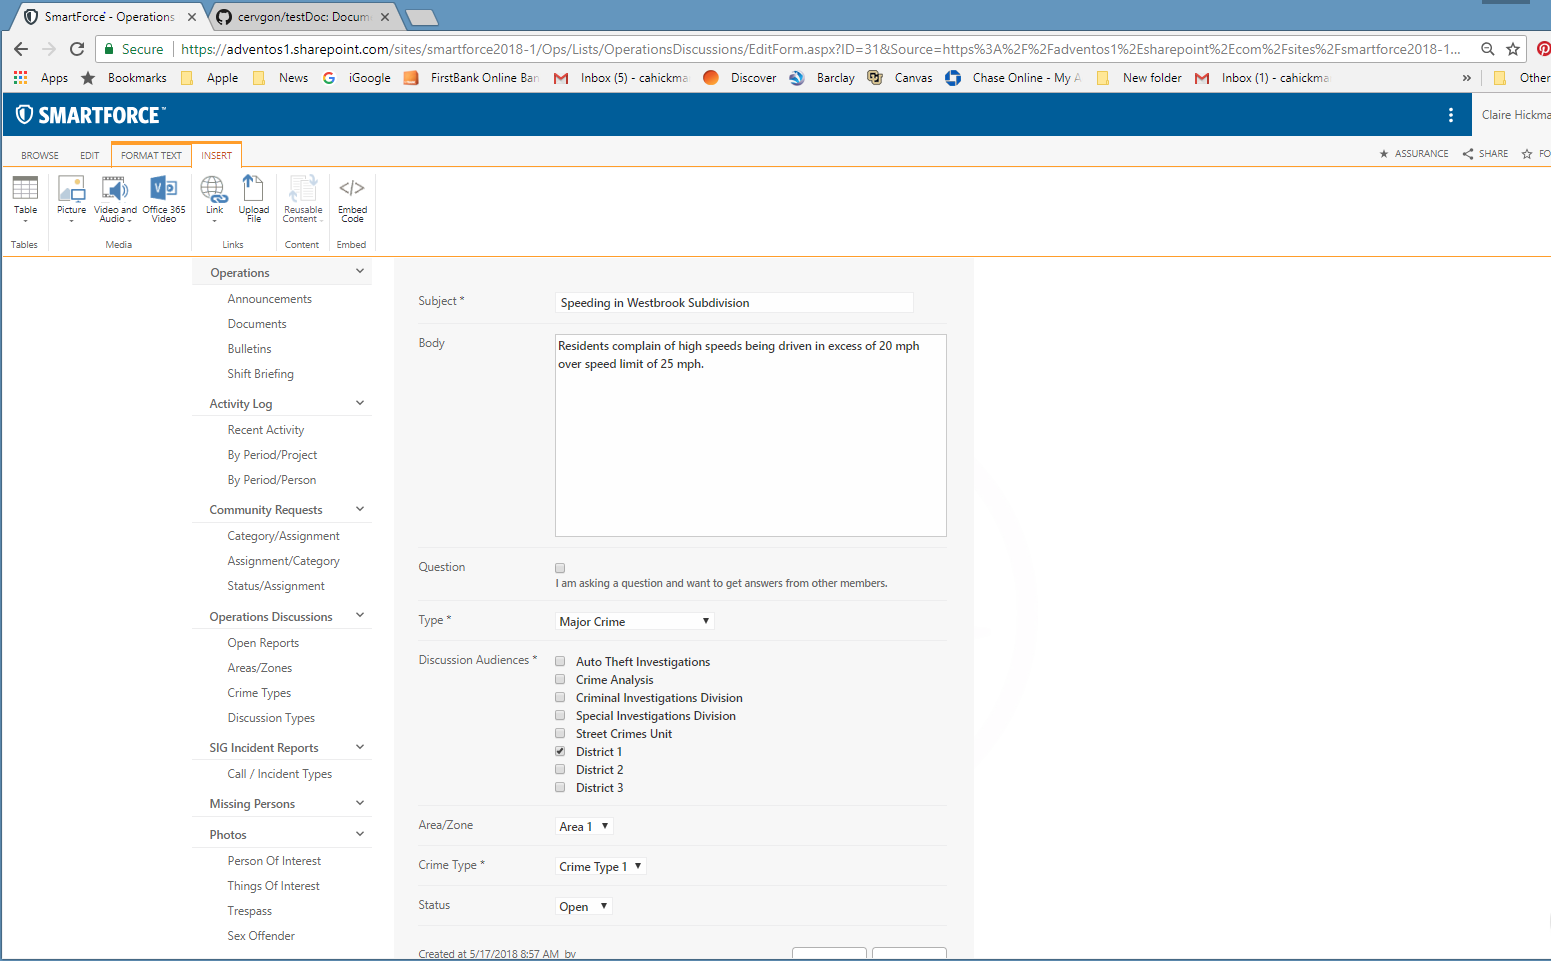 SmartForce - Operations
cervgon/testDoc: Docum
Secure
https://adventos1.sharepoint.com/sites/smartforce2018-1/Ops/Lists/OperationsDiscussions/EditForm.aspx?ID=31&Source=https%3A%2F%2Fadventos1%2Esharepoint%2Ecom%2Fsites%2Fsmartforce2018-1...
Apps Bookmarks Apple News iGoogle FirstBank Online Ban Inbox (5) - cahickma Discover Barclay Canvas Chase Online - My A New folder Inbox (1) - cahickma » Other
SMARTFORCE™
Claire Hickma
BROWSE EDIT FORMAT TEXT INSERT
ASSURANCE SHARE FO
Table Picture Video and Audio Office 365 Video Link Upload File Reusable Content Embed Code
Tables Media Links Content Embed
Operations
Announcements
Documents
Bulletins
Shift Briefing
Activity Log
Recent Activity
By Period/Project
By Period/Person
Community Requests
Category/Assignment
Assignment/Category
Status/Assignment
Operations Discussions
Open Reports
Areas/Zones
Crime Types
Discussion Types
SIG Incident Reports
Call / Incident Types
Missing Persons
Photos
Person Of Interest
Things Of Interest
Trespass
Sex Offender
Subject * Speeding in Westbrook Subdivision
Body
Residents complain of high speeds being driven in excess of 20 mph
over speed limit of 25 mph.
Question
I am asking a question and want to get answers from other members.
Type * Major Crime
Discussion Audiences *
Auto Theft Investigations
Crime Analysis
Criminal Investigations Division
Special Investigations Division
Street Crimes Unit
District 1
District 2
District 3
Area/Zone Area 1
Crime Type * Crime Type 1
Status Open
Created at 5/17/2018 8:57 AM by